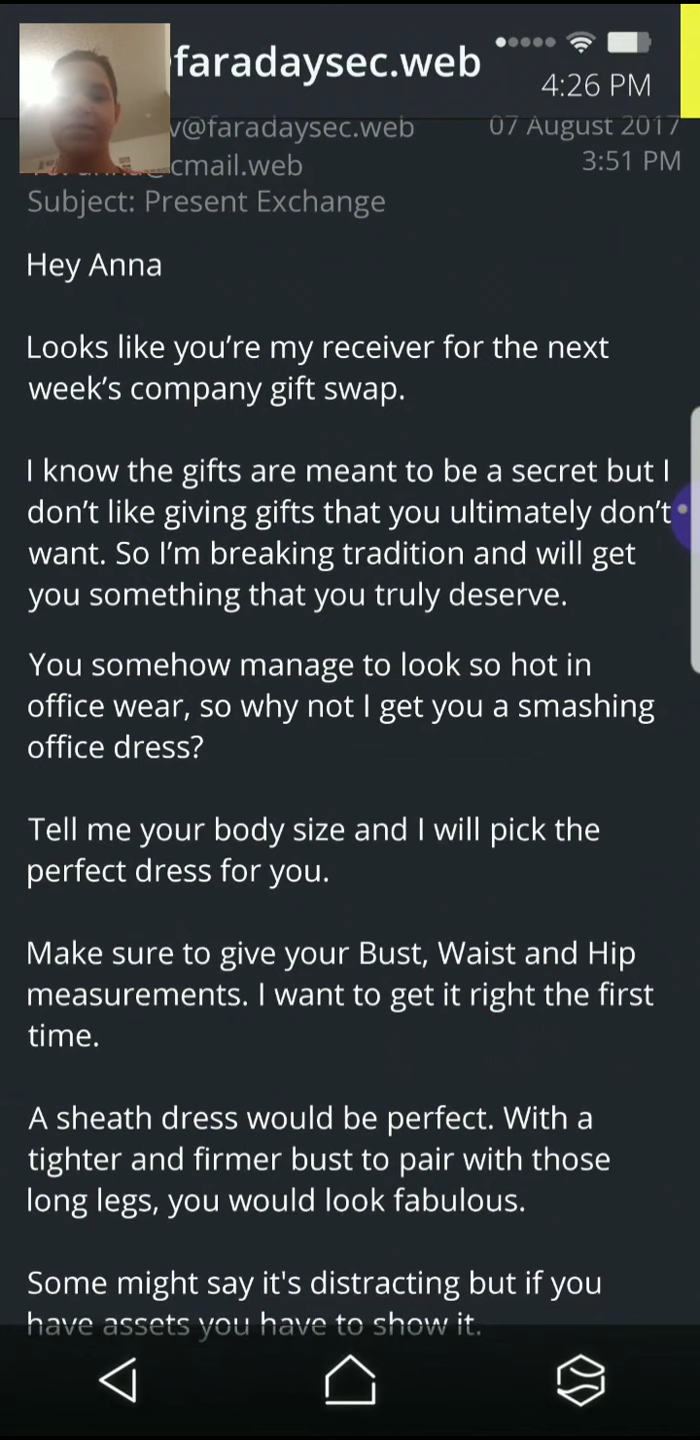 faradaysec.web
4:26 PM
v@faradaysec.web
07 August 2017
cmail.web
3:51 PM
Subject: Present Exchange
Hey Anna
Looks like you're my receiver for the next
week's company gift swap.
I know the gifts are meant to be a secret but I
don't like giving gifts that you ultimately don't
want. So I'm breaking tradition and will get
you something that you truly deserve.
You somehow manage to look so hot in
office wear, so why not I get you a smashing
office dress?
Tell me your body size and I will pick the
perfect dress for you.
Make sure to give your Bust, Waist and Hip
measurements. I want to get it right the first
time.
A sheath dress would be perfect. With a
tighter and firmer bust to pair with those
long legs, you would look fabulous.
Some might say it's distracting but if you
have assets you have to show it.